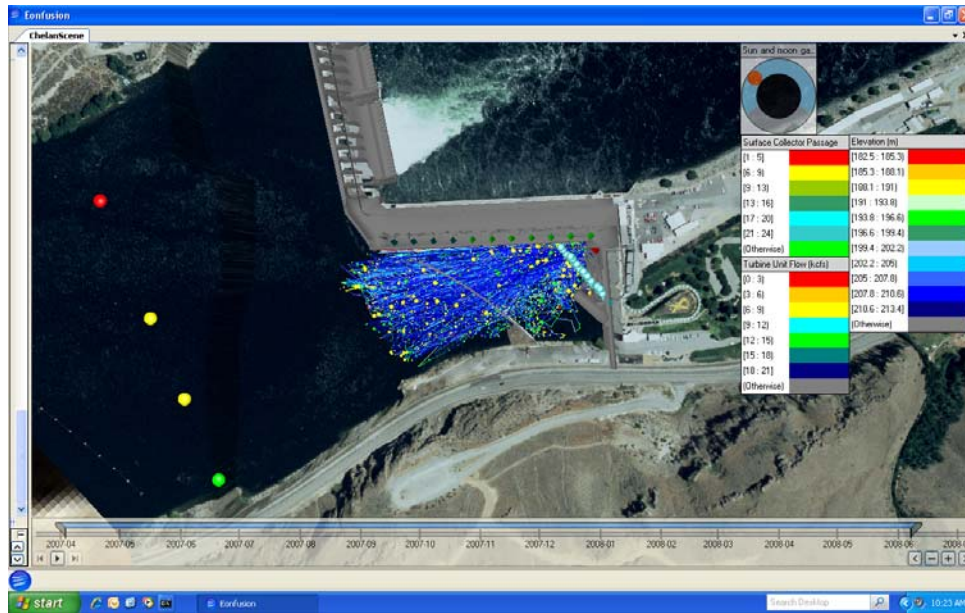 Eonfusion
ChelanScene
Sun and moon ga..
Surface Collector Passage
[1 : 5]
(6 : 9]
(9 : 13]
(13 : 16]
(17 : 20]
(21 : 24]
(Otherwise)
Turbine Unit Flow (kcfs)
[0 : 3]
(3 : 6]
(6 : 9]
(9 : 12]
(12 : 15]
(15 : 18]
(18 : 21]
(Otherwise)
Elevation (m)
[182.5 : 185.3)
[185.3 : 188.1)
[188.1 : 191)
[191 : 193.8)
[193.8 : 196.6)
[196.6 : 199.4)
[199.4 : 202.2)
[202.2 : 205)
[205 : 207.8)
[207.8 : 210.6)
[210.6 : 213.4)
(Otherwise)
2007-04 2007-05 2007-06 2007-07 2007-09 2007-10 2007-11 2007-12 2008-01 2008-02 2008-03 2008-05 2008-06
start
Eonfusion
Search Desktop
10:23 AM